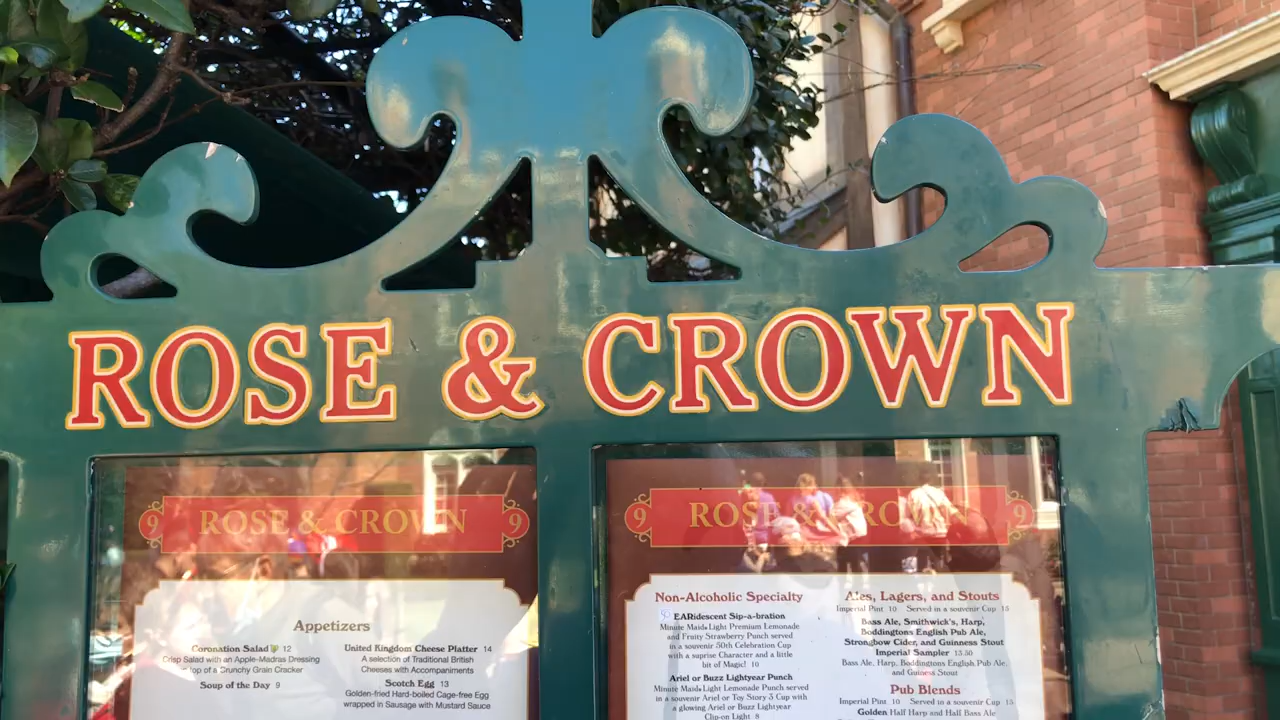 ROSE & CROWN
9 ROSE & CROWN 9
Appetizers
Coronation Salad 12
Crisp Salad with an Apple-Madras Dressing
top of a Crunchy Grain Cracker
Soup of the Day 9
United Kingdom Cheese Platter 14
A selection of Traditional British
Cheeses with Accompaniments
Scotch Egg 13
Golden-fried Hard-boiled Cage-free Egg
wrapped in Sausage with Mustard Sauce
9 ROSE & CROWN 9
Non-Alcoholic Specialty
EARidescent Sip-a-bration
Minute Maid Light Premium Lemonade
and Fruity Strawberry Punch served
in a souvenir 50th Celebration Cup
with a suprise Character and a little
bit of Magic! 10
Ariel or Buzz Lightyear Punch
Minute Maid Light Lemonade Punch served
in a souvenir Ariel or Toy Story 3 Cup with
a glowing Ariel or Buzz Lightyear
Clip-on Light 8
Ales, Lagers, and Stouts
Imperial Pint 10 Served in a souvenir Cup 15
Bass Ale, Smithwick's, Harp,
Boddingtons English Pub Ale,
Strongbow Cider, and Guinness Stout
Imperial Sampler 13.50
Bass Ale, Harp, Boddingtons English Pub Ale,
and Guinness Stout
Pub Blends
Imperial Pint 10 Served in a souvenir Cup 15
Golden Half Harp and Half Bass Ale